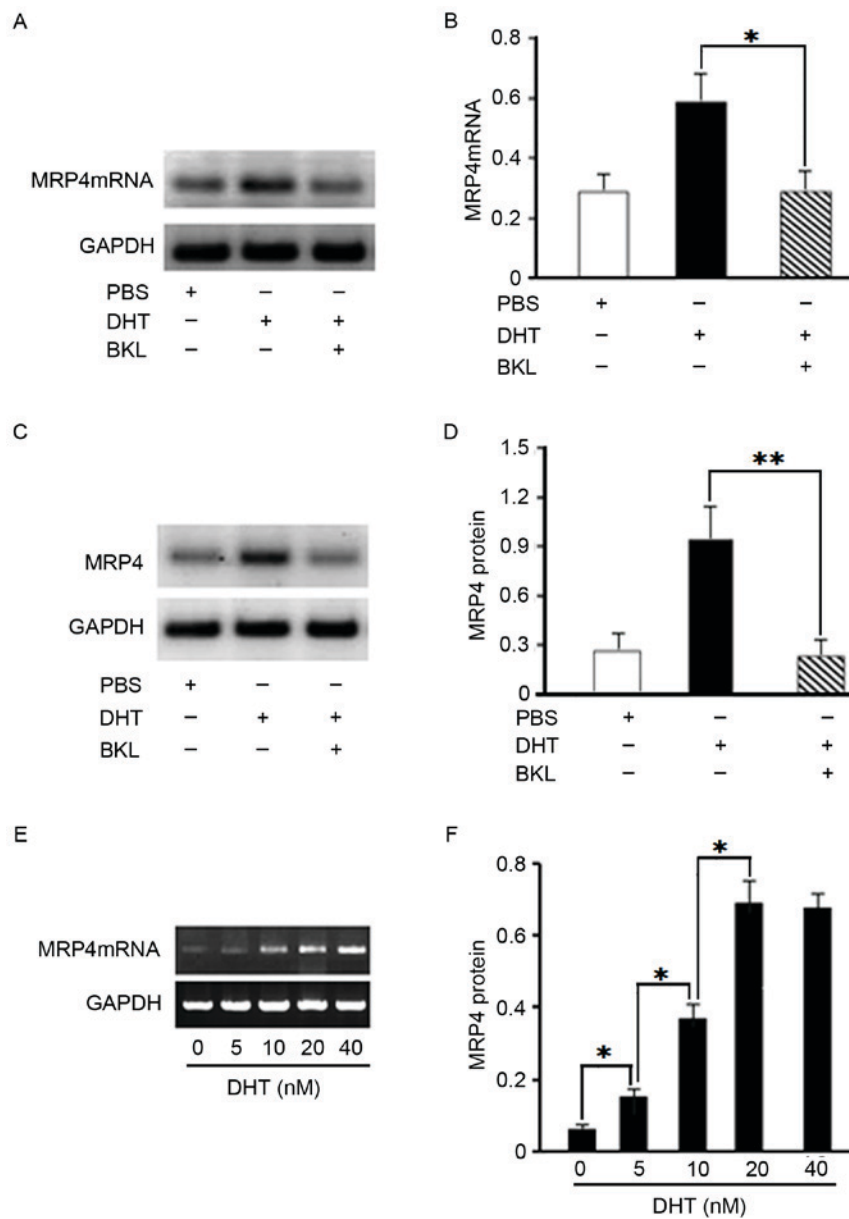 A
MRP4mRNA
GAPDH
PBS + – –
DHT – + +
BKL – – +
B
*
MRP4mRNA
0.8
0.6
0.4
0.2
0
PBS + – –
DHT – + +
BKL – – +
C
MRP4
GAPDH
PBS + – –
DHT – + +
BKL – – +
D
**
MRP4 protein
1.5
1.2
0.9
0.6
0.3
0
PBS + – –
DHT – + +
BKL – – +
E
MRP4mRNA
GAPDH
0 5 10 20 40
DHT (nM)
F
*
*
*
MRP4 protein
0.8
0.6
0.4
0.2
0
0 5 10 20 40
DHT (nM)